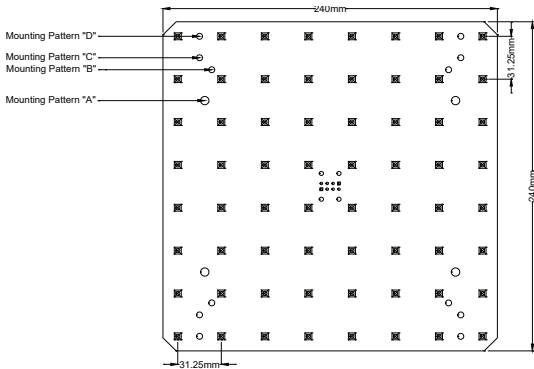 240mm
Mounting Pattern "D"
Mounting Pattern "C"
Mounting Pattern "B"
Mounting Pattern "A"
31.25mm
240mm
31.25mm